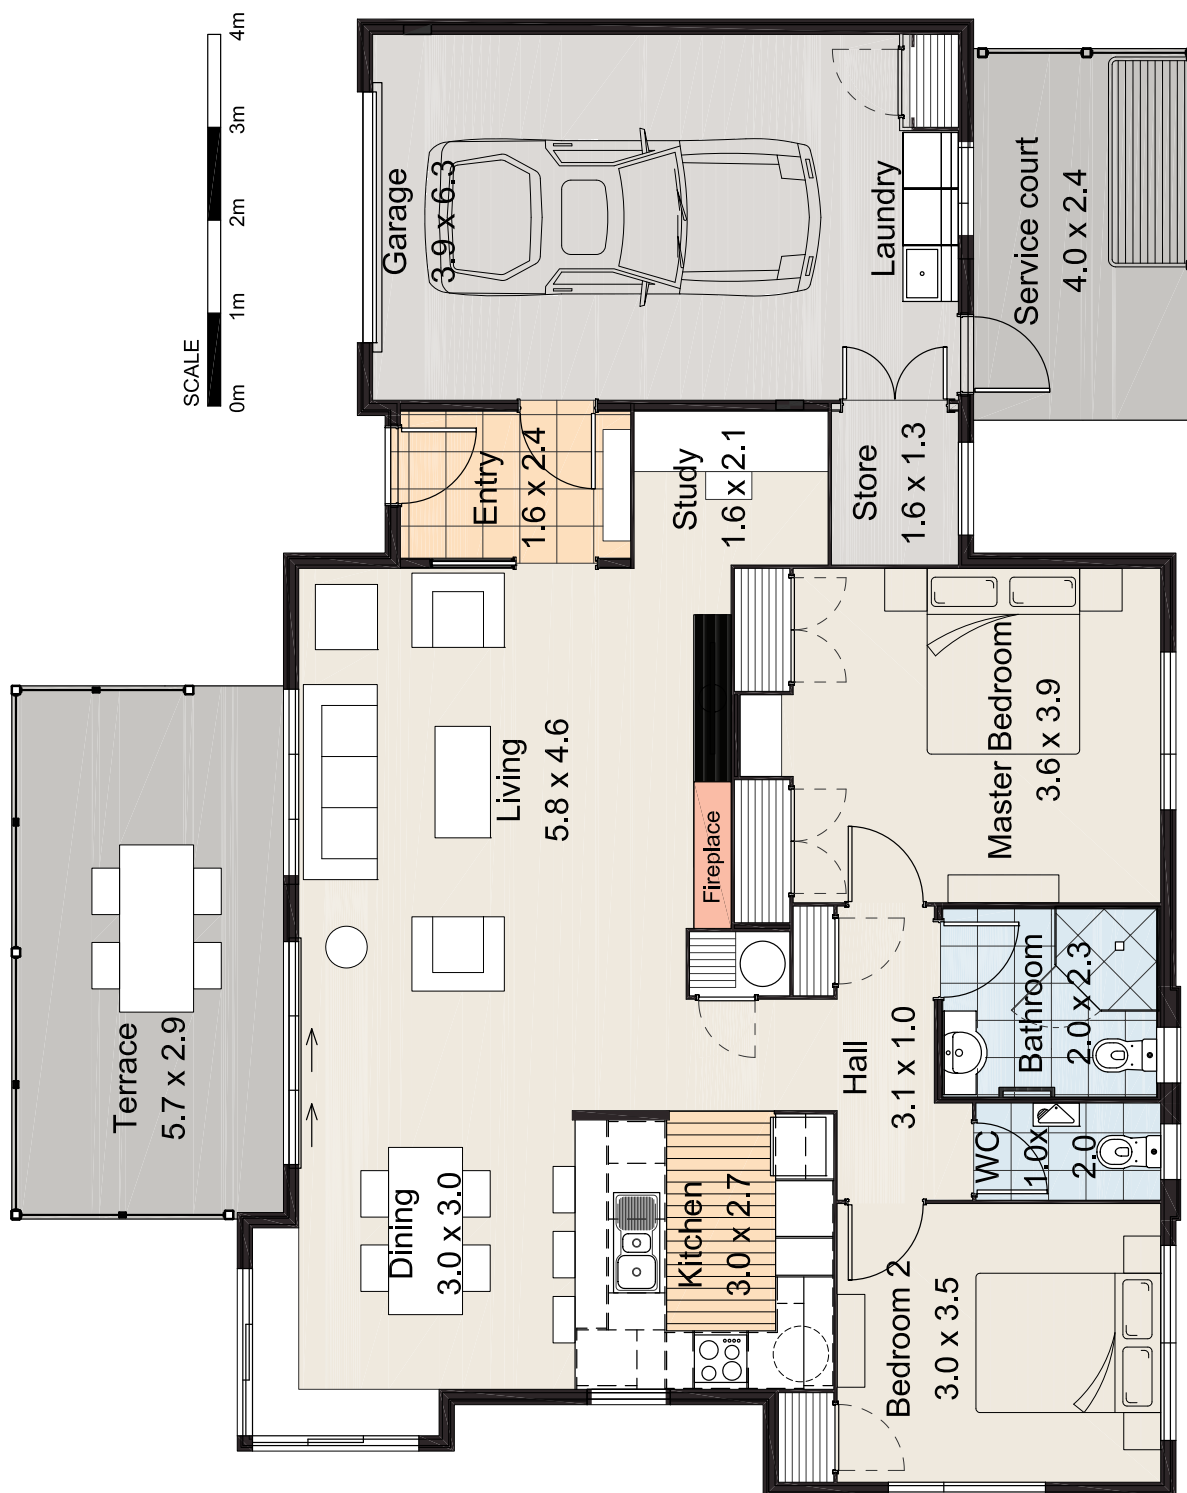 SCALE
0m
1m
2m
3m
4m
Terrace
5.7 x 2.9
Dining
3.0 x 3.0
Living
5.8 x 4.6
Entry
1.6 x 2.4
Garage
3.9 x 6.3
Kitchen
3.0 x 2.7
Fireplace
Study
1.6 x 2.1
Hall
3.1 x 1.0
Store
1.6 x 1.3
Laundry
Bedroom 2
3.0 x 3.5
WC
1.0x
2.0
Bathroom
2.0 x 2.3
Master Bedroom
3.6 x 3.9
Service court
4.0 x 2.4